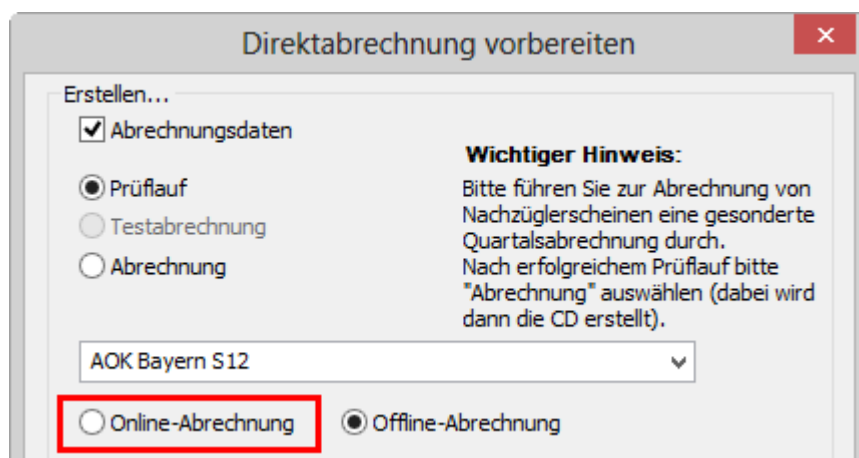 Direktabrechnung vorbereiten
Erstellen...
Abrechnungsdaten
Prüflauf
Testabrechnung
Abrechnung
Wichtiger Hinweis:
Bitte führen Sie zur Abrechnung von
Nachzüglerscheinen eine gesonderte
Quartalsabrechnung durch.
Nach erfolgreichem Prüflauf bitte
"Abrechnung" auswählen (dabei wird
dann die CD erstellt).
AOK Bayern S12
Online-Abrechnung Offline-Abrechnung